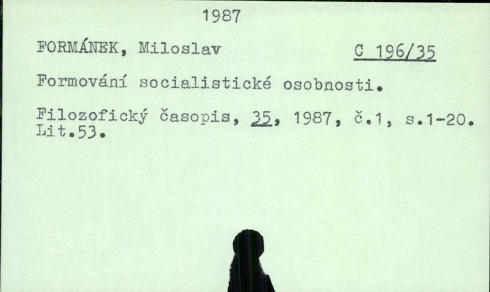 1987
FORMÁNEK, Miloslav C 196/35
Formování socialistické osobnosti.
Filozofický časopis, 35, 1987, č.1, s.1-20.
Lit.53.